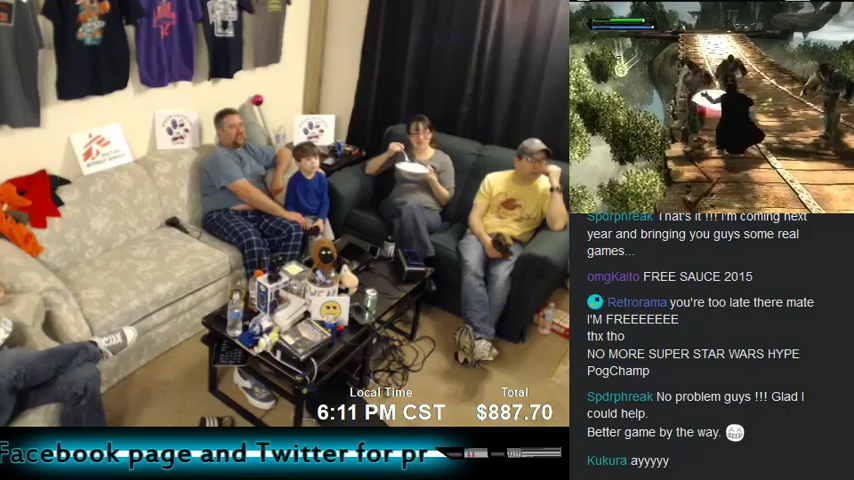 Spdrphreak That's it !!! I'm coming next
year and bringing you guys some real
games...
omgKaito FREE SAUCE 2015
Retrorama you're too late there mate
I'M FREEEEEEE
thx tho
NO MORE SUPER STAR WARS HYPE
PogChamp
Spdrphreak No problem guys !!! Glad I
could help.
Better game by the way.
Kukura ayyyyy
Local Time
6:11 PM CST
Total
$887.70
Facebook page and Twitter for pr